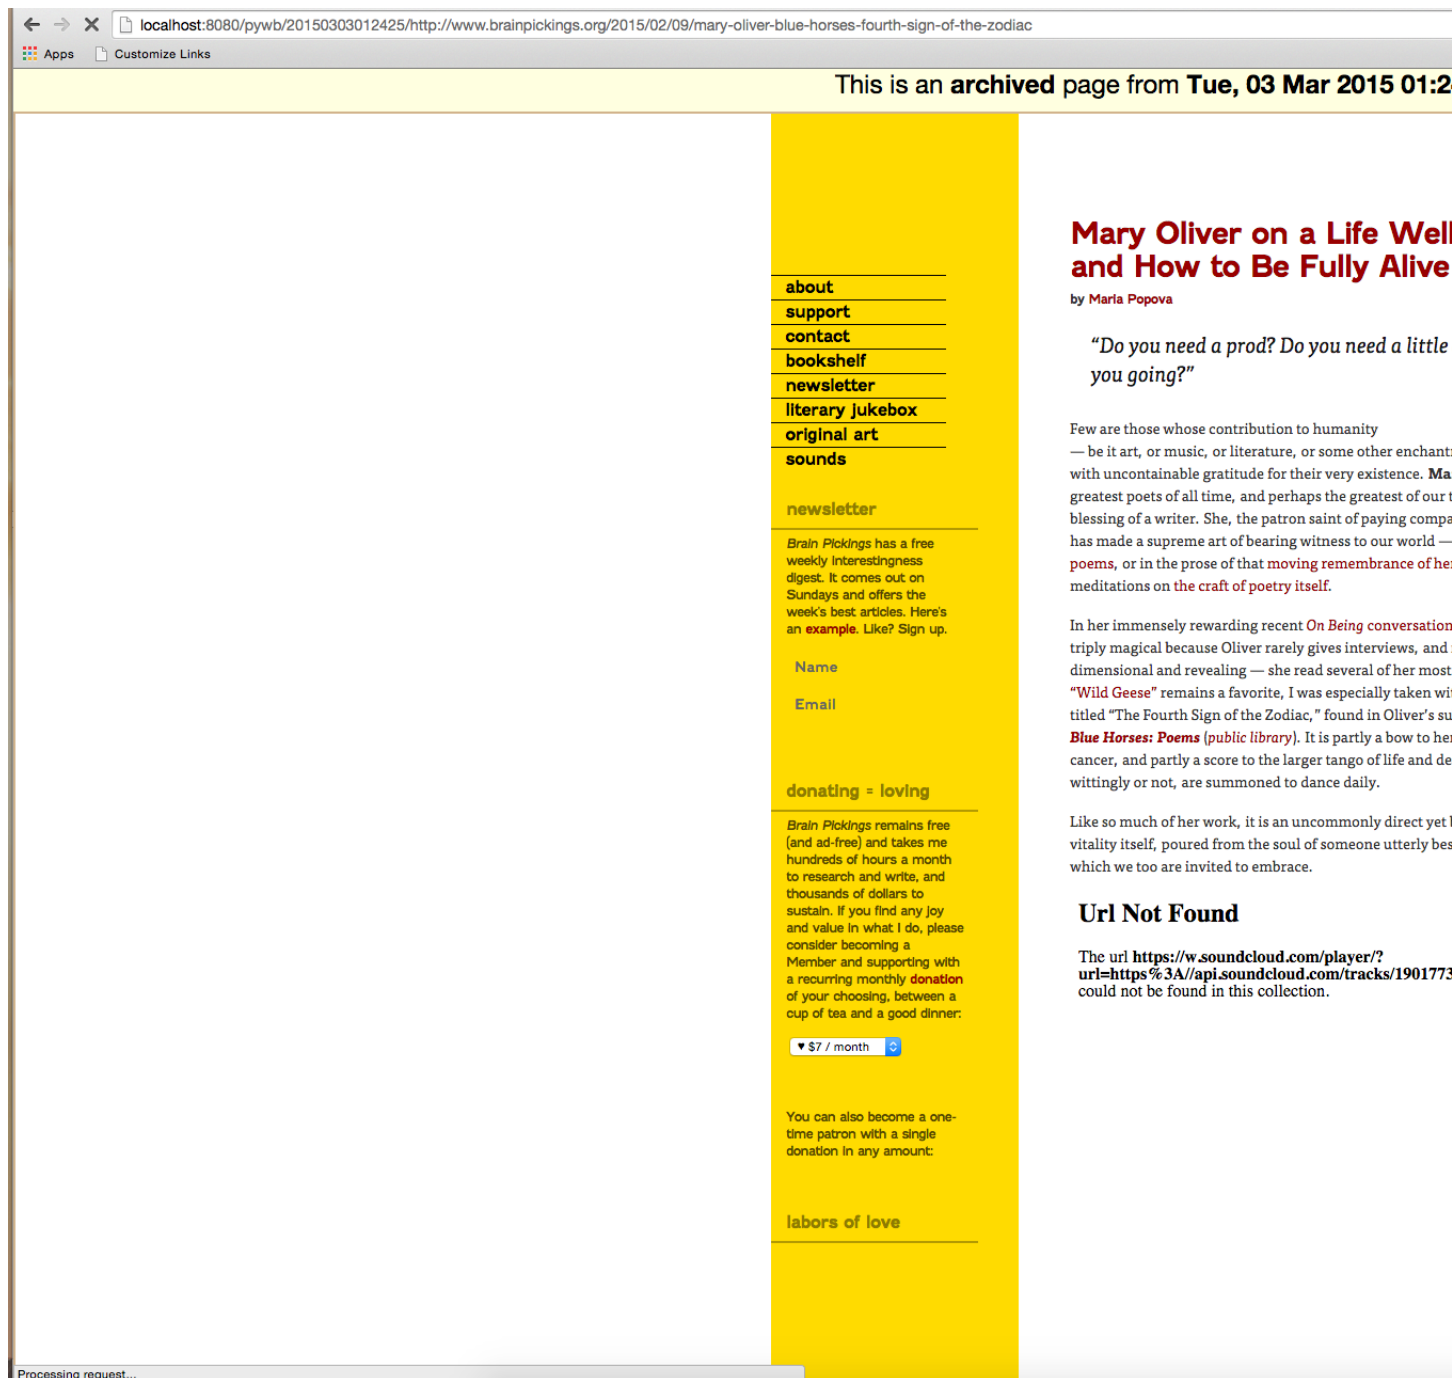 localhost:8080/pywb/20150303012425/http://www.brainpickings.org/2015/02/09/mary-oliver-blue-horses-fourth-sign-of-the-zodiac
Apps Customize Links
This is an archived page from Tue, 03 Mar 2015 01:2
about
support
contact
bookshelf
newsletter
literary jukebox
original art
sounds
newsletter
Brain Pickings has a free
weekly interestingness
digest. It comes out on
Sundays and offers the
week's best articles. Here's
an example. Like? Sign up.
Name
Email
donating = loving
Brain Pickings remains free
(and ad-free) and takes me
hundreds of hours a month
to research and write, and
thousands of dollars to
sustain. If you find any joy
and value in what I do, please
consider becoming a
Member and supporting with
a recurring monthly donation
of your choosing, between a
cup of tea and a good dinner:
♥ $7 / month
You can also become a one-
time patron with a single
donation in any amount:
labors of love
Mary Oliver on a Life Well
and How to Be Fully Alive
by Maria Popova
“Do you need a prod? Do you need a little
you going?”
Few are those whose contribution to humanity
— be it art, or music, or literature, or some other enchant
with uncontainable gratitude for their very existence. Ma
greatest poets of all time, and perhaps the greatest of our t
blessing of a writer. She, the patron saint of paying compa
has made a supreme art of bearing witness to our world —
poems, or in the prose of that moving remembrance of her
meditations on the craft of poetry itself.
In her immensely rewarding recent On Being conversation
triply magical because Oliver rarely gives interviews, and
dimensional and revealing — she read several of her most
“Wild Geese” remains a favorite, I was especially taken wi
titled “The Fourth Sign of the Zodiac,” found in Oliver’s su
Blue Horses: Poems (public library). It is partly a bow to her
cancer, and partly a score to the larger tango of life and de
wittingly or not, are summoned to dance daily.
Like so much of her work, it is an uncommonly direct yet b
vitality itself, poured from the soul of someone utterly bes
which we too are invited to embrace.
Url Not Found
The url https://w.soundcloud.com/player/?
url=https%3A//api.soundcloud.com/tracks/1901773
could not be found in this collection.
Processing request...